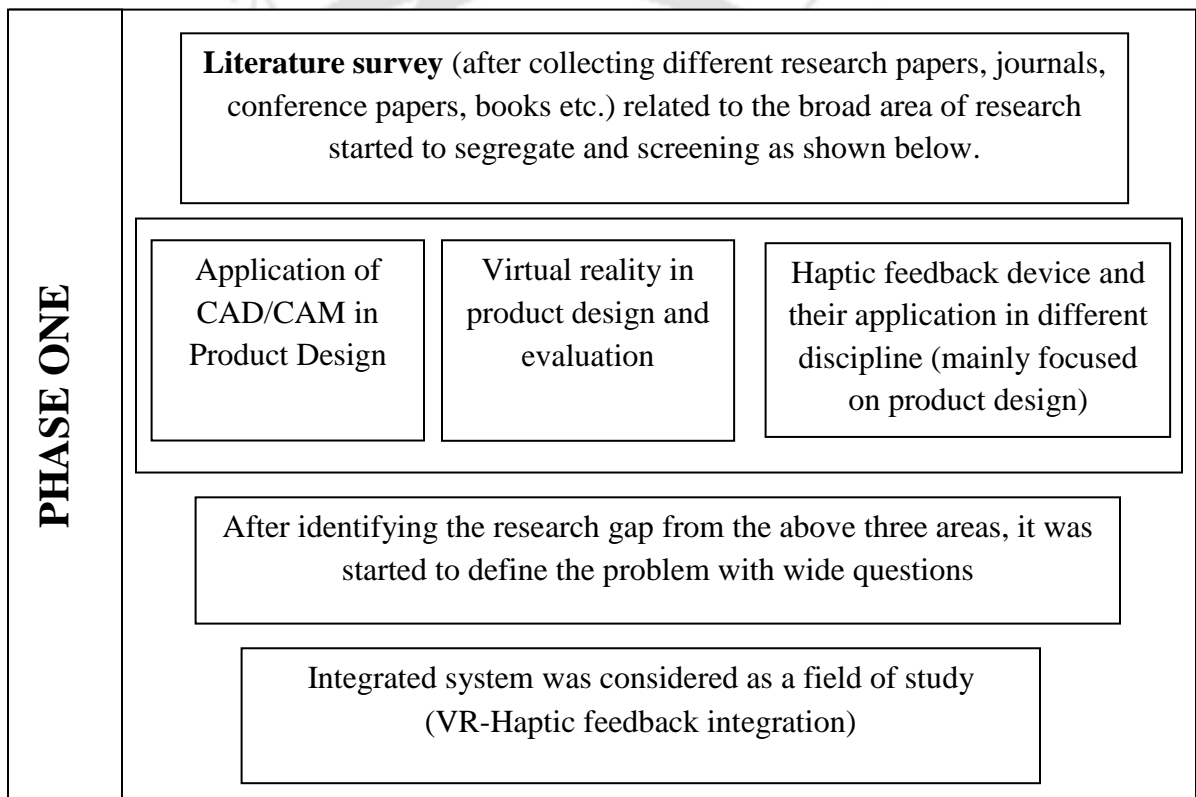 PHASE ONE
Literature survey (after collecting different research papers, journals,
conference papers, books etc.) related to the broad area of research
started to segregate and screening as shown below.
Application of
CAD/CAM in
Product Design
Virtual reality in
product design and
evaluation
Haptic feedback device and
their application in different
discipline (mainly focused
on product design)
After identifying the research gap from the above three areas, it was
started to define the problem with wide questions
Integrated system was considered as a field of study
(VR-Haptic feedback integration)